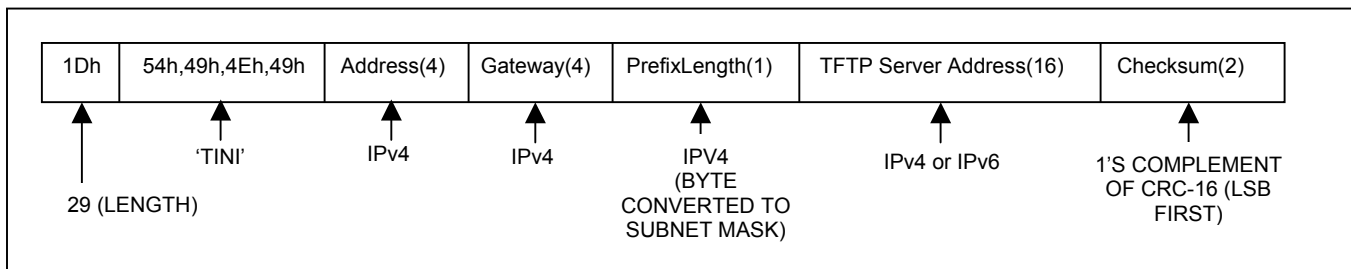 1Dh 54h,49h,4Eh,49h Address(4) Gateway(4) PrefixLength(1) TFTP Server Address(16) Checksum(2)
29 (LENGTH)
‘TINI’
IPv4
IPv4
IPV4
(BYTE
CONVERTED TO
SUBNET MASK)
IPv4 or IPv6
1’S COMPLEMENT
OF CRC-16 (LSB
FIRST)